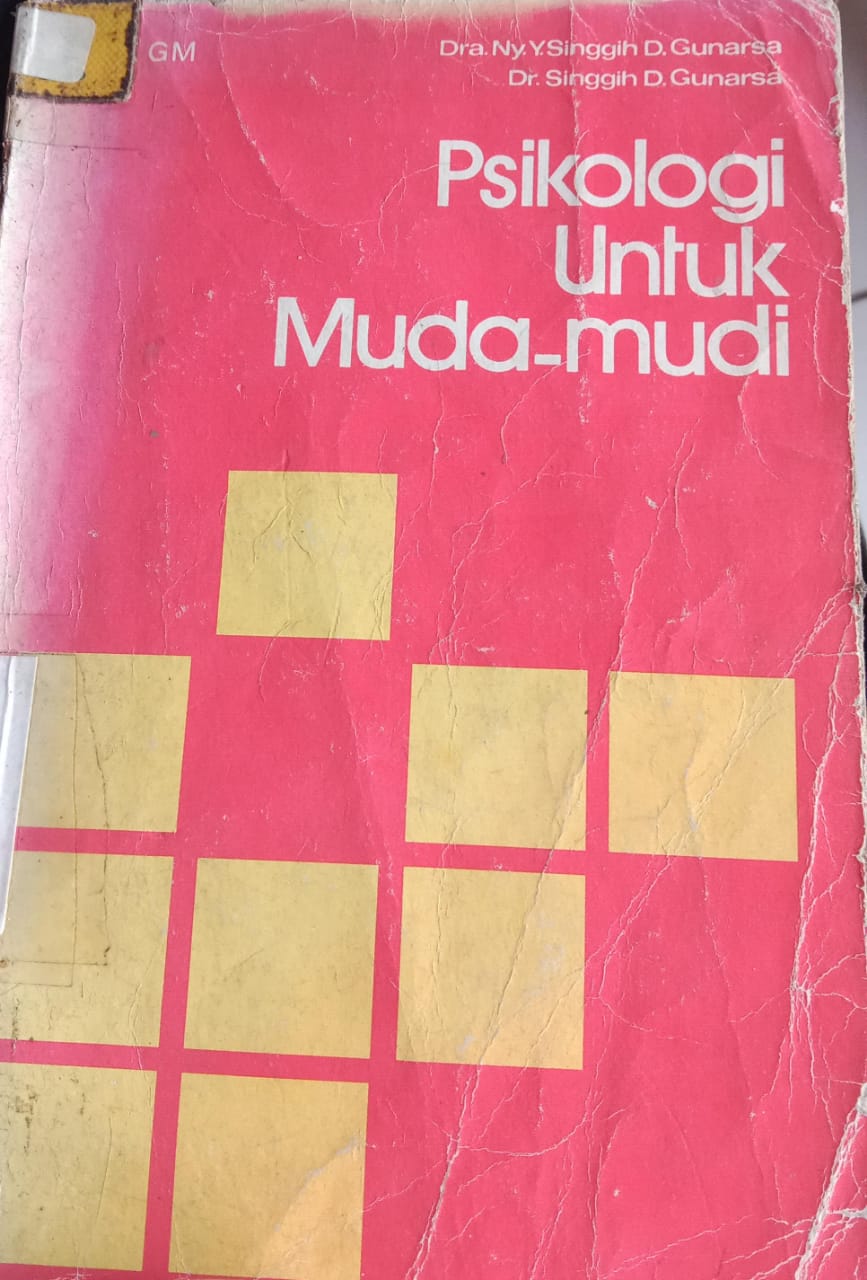 GM
Dra. Ny. Y. Singgih D. Gunarsa
Dr. Singgih D. Gunarsa
Psikologi
Untuk
Muda-mudi